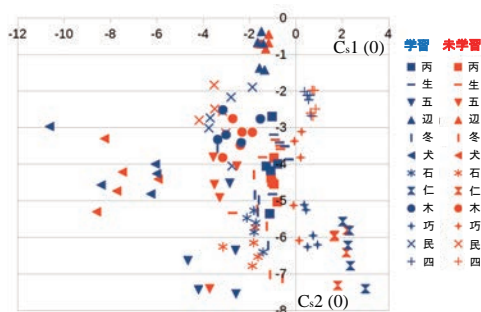 -12 -10 -8 -6 -4 -2 0 2 4
0
-1
-2
-3
-4
-5
-6
-7
-8
Cs1 (0)
Cs2 (0)
学習 未学習
丙 丙
生 生
五 五
辺 辺
冬 冬
犬 犬
石 石
仁 仁
木 木
巧 巧
民 民
四 四